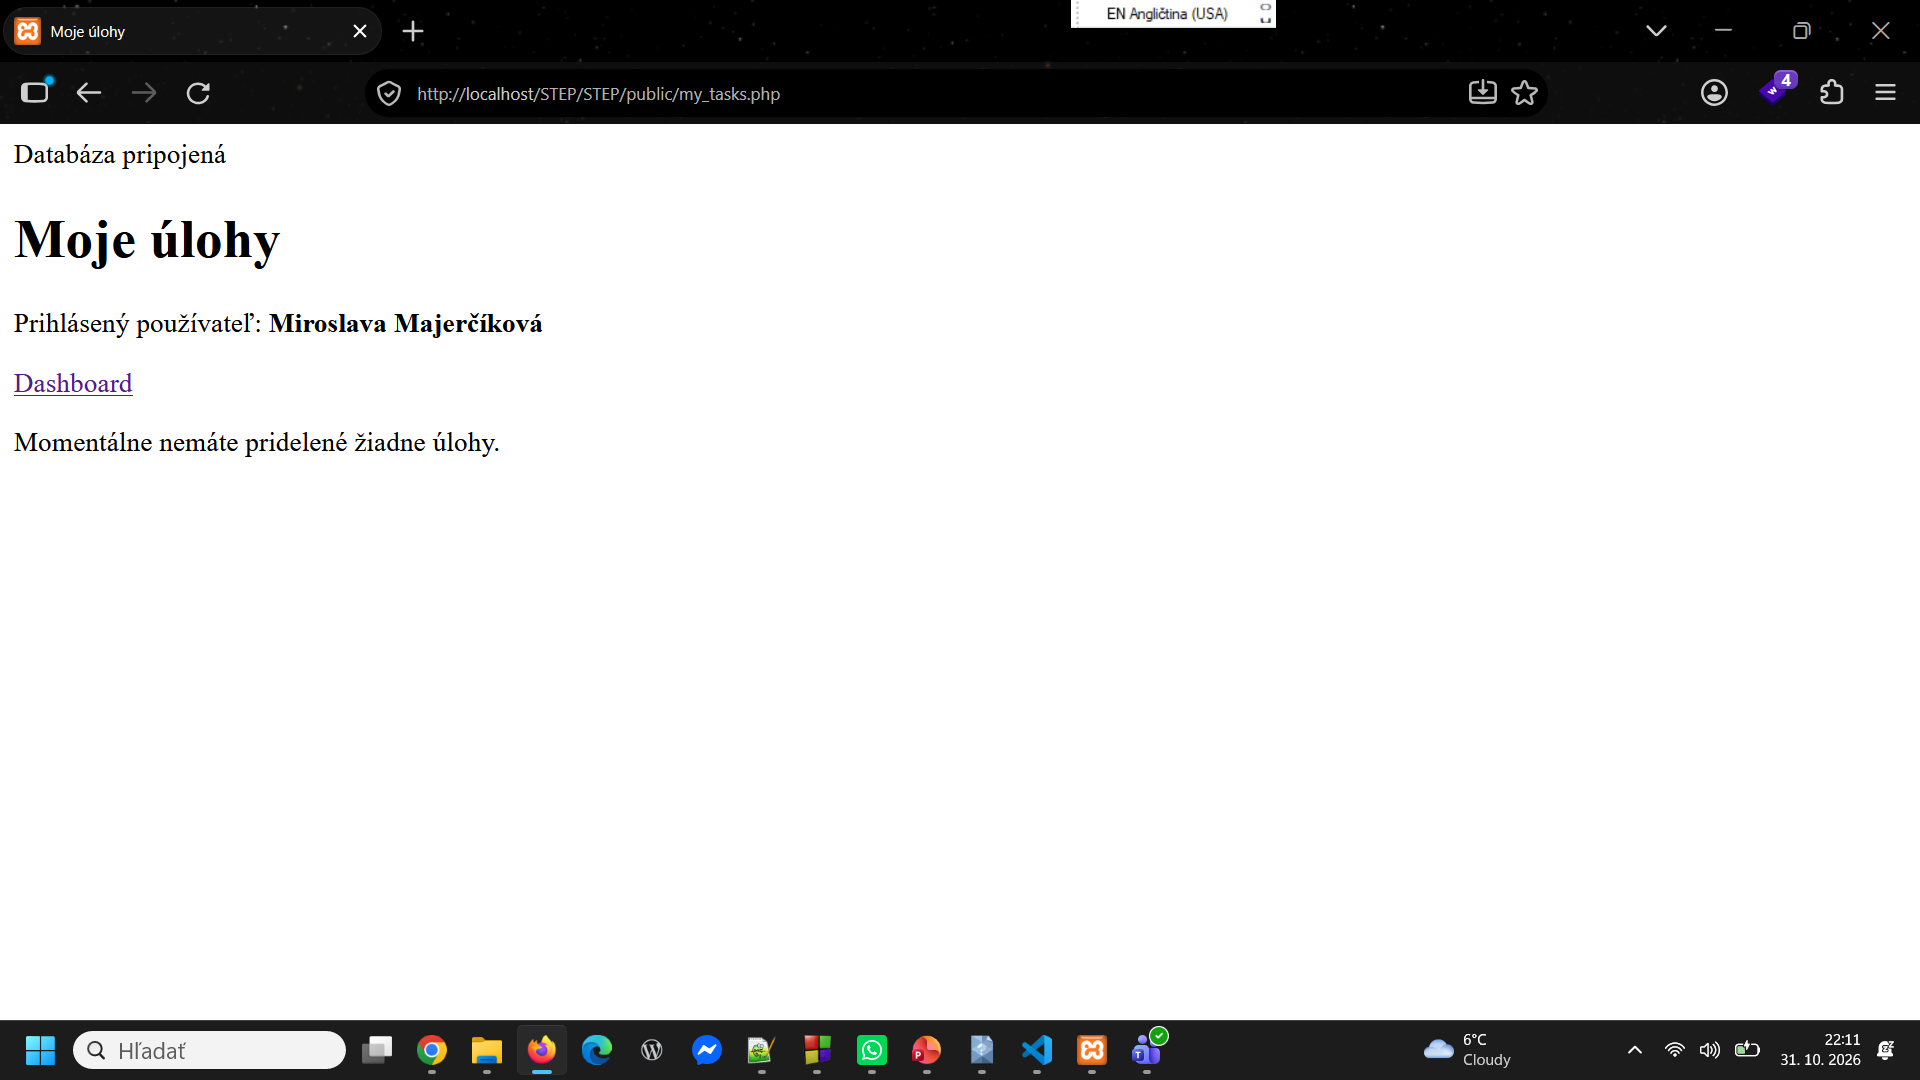 EN Angličtina (USA)
Moje úlohy
http://localhost/STEP/STEP/public/my_tasks.php
4
Databáza pripojená
Moje úlohy
Prihlásený používateľ: Miroslava Majerčíková
Dashboard
Momentálne nemáte pridelené žiadne úlohy.
Hľadať
6°C
Cloudy
22:11
31. 10. 2026